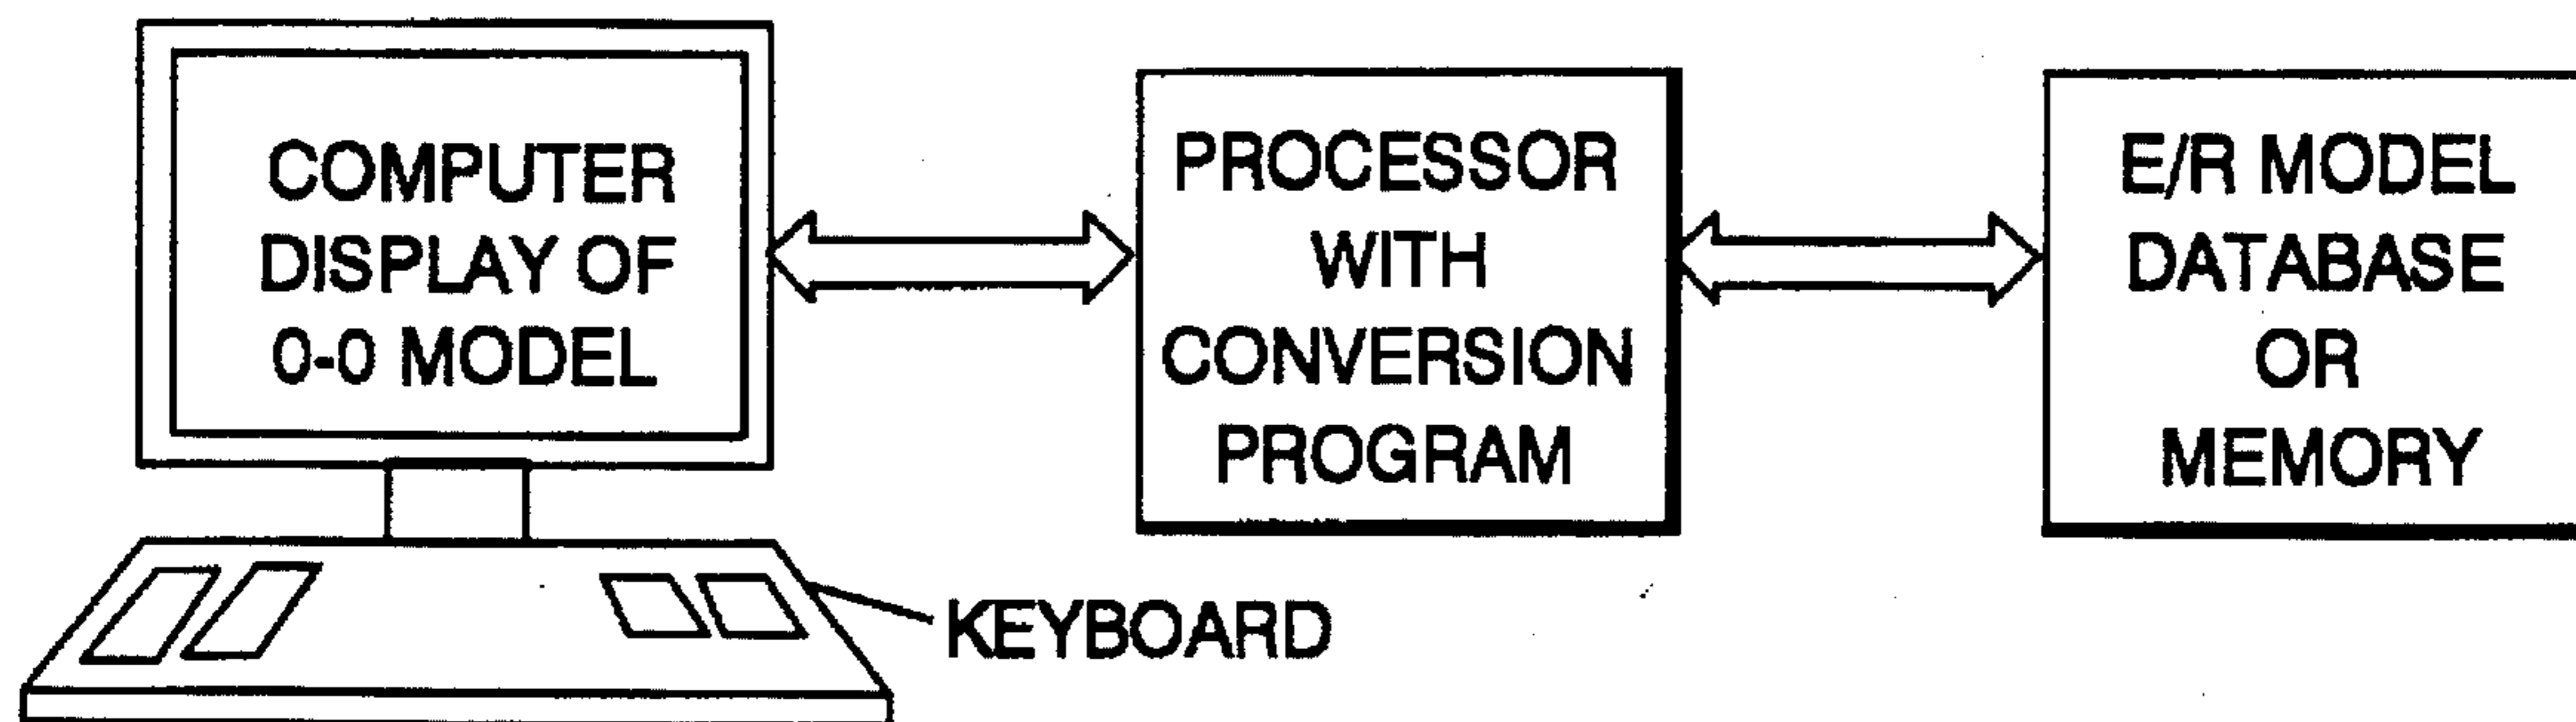 COMPUTER
DISPLAY OF
0-0 MODEL
PROCESSOR
WITH
CONVERSION
PROGRAM
E/R MODEL
DATABASE
OR
MEMORY
KEYBOARD